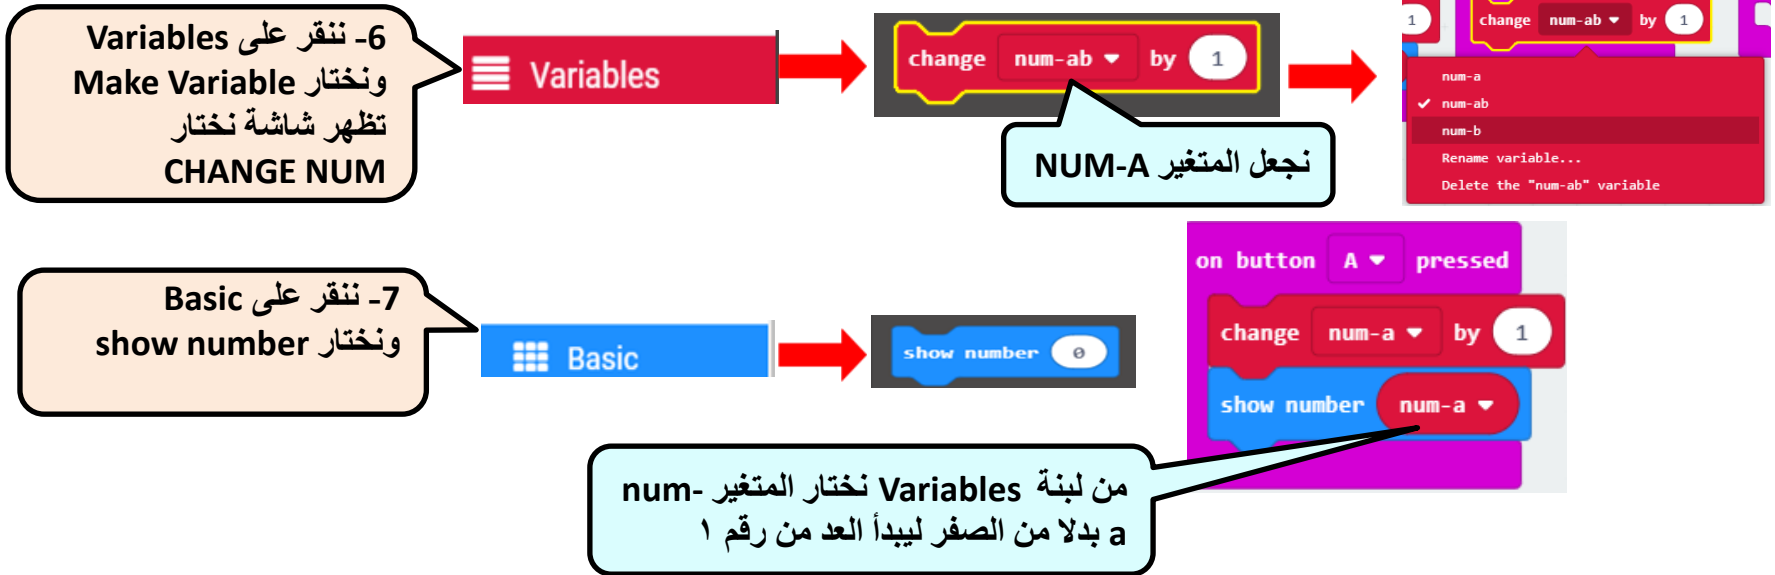 6- ننقر على Variables
ونختار Make Variable
تظهر شاشة نختار
CHANGE NUM
Variables
change num-ab by 1
نجعل المتغير NUM-A
1
change num-ab by 1
num-a
num-ab
num-b
Rename variable...
Delete the "num-ab" variable
7- ننقر على Basic
ونختار show number
Basic
show number 0
on button A pressed
change num-a by 1
show number num-a
من لبنة Variables نختار المتغير num-
a بدلا من الصفر ليبدأ العد من رقم ١